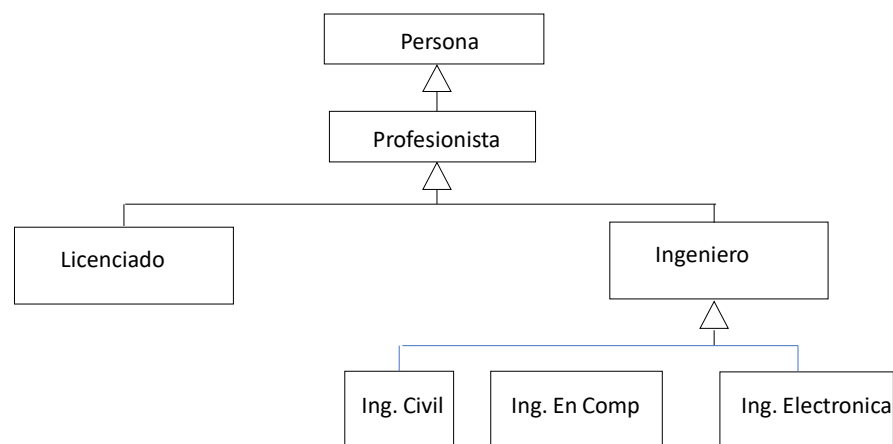 Persona
Profesionista
Licenciado
Ingeniero
Ing. Civil
Ing. En Comp
Ing. Electronica